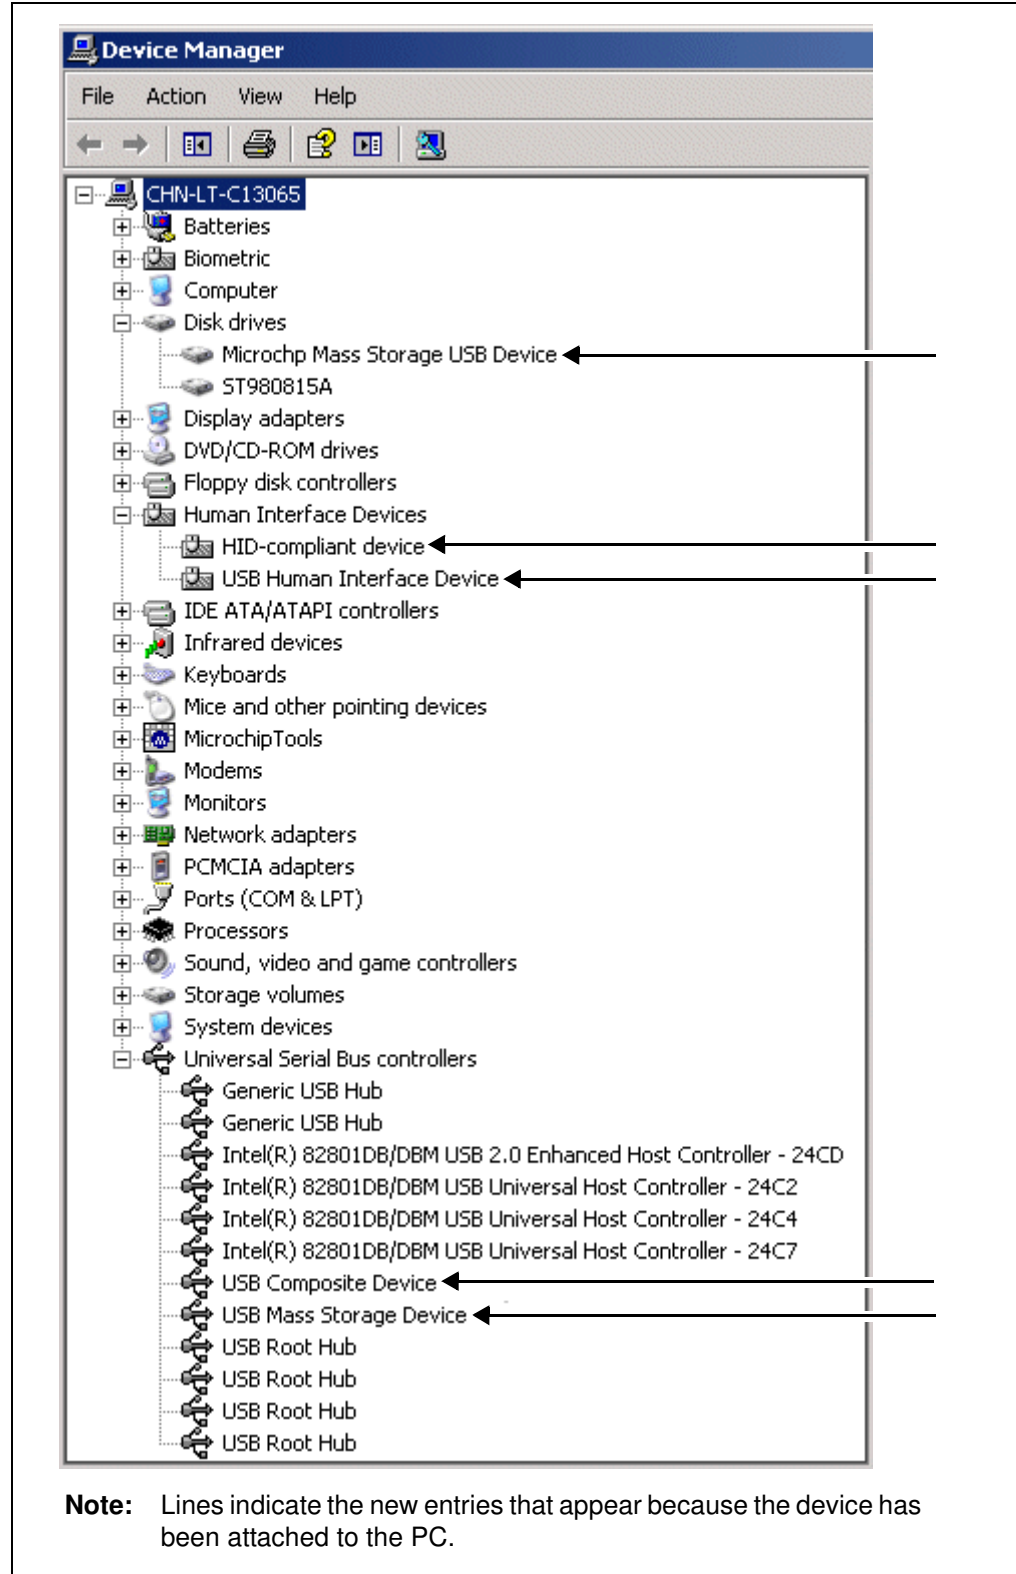 Device Manager
File Action View Help
CHN-LT-C13065
Batteries
Biometric
Computer
Disk drives
Microchp Mass Storage USB Device
ST980815A
Display adapters
DVD/CD-ROM drives
Floppy disk controllers
Human Interface Devices
HID-compliant device
USB Human Interface Device
IDE ATA/ATAPI controllers
Infrared devices
Keyboards
Mice and other pointing devices
MicrochipTools
Modems
Monitors
Network adapters
PCMCIA adapters
Ports (COM & LPT)
Processors
Sound, video and game controllers
Storage volumes
System devices
Universal Serial Bus controllers
Generic USB Hub
Generic USB Hub
Intel(R) 82801DB/DBM USB 2.0 Enhanced Host Controller - 24CD
Intel(R) 82801DB/DBM USB Universal Host Controller - 24C2
Intel(R) 82801DB/DBM USB Universal Host Controller - 24C4
Intel(R) 82801DB/DBM USB Universal Host Controller - 24C7
USB Composite Device
USB Mass Storage Device
USB Root Hub
USB Root Hub
USB Root Hub
USB Root Hub
Note: Lines indicate the new entries that appear because the device has
been attached to the PC.